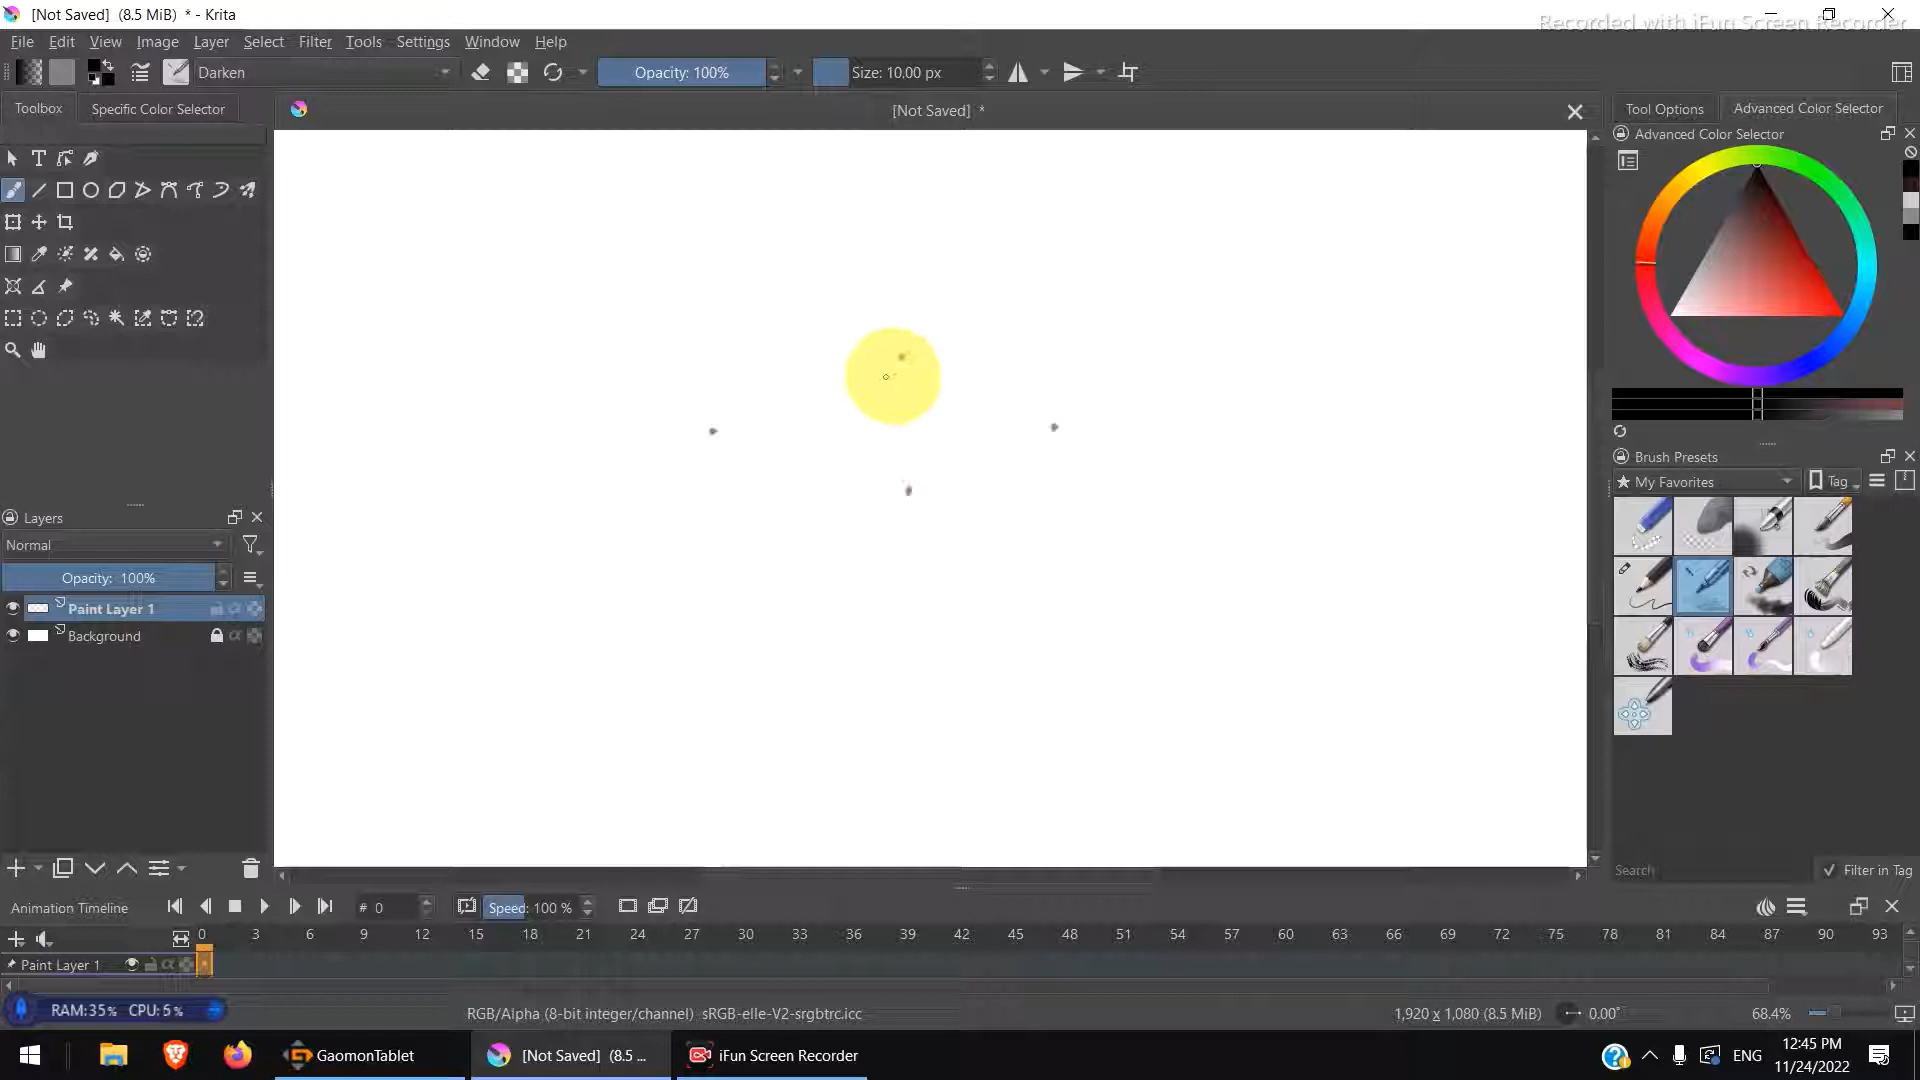 [Not Saved]  (8.5 MiB)  * - Krita
Recorded with iFun Screen Recorder
File Edit View Image Layer Select Filter Tools Settings Window Help
Darken
Opacity: 100%
Size: 10.00 px
Toolbox
Specific Color Selector
[Not Saved]  *
Tool Options
Advanced Color Selector
Advanced Color Selector
Brush Presets
My Favorites
Tag
Layers
Normal
Opacity:  100%
Paint Layer 1
Background
Search
Filter in Tag
Animation Timeline
# 0
Speed: 100 %
0 3 6 9 12 15 18 21 24 27 30 33 36 39 42 45 48 51 54 57 60 63 66 69 72 75 78 81 84 87 90 93
Paint Layer 1
RAM:35% CPU: 5%
RGB/Alpha (8-bit integer/channel)  sRGB-elle-V2-srgbtrc.icc
1,920 x 1,080 (8.5 MiB)
0.00°
68.4%
GaomonTablet
[Not Saved]  (8.5 ...
iFun Screen Recorder
ENG
12:45 PM
11/24/2022